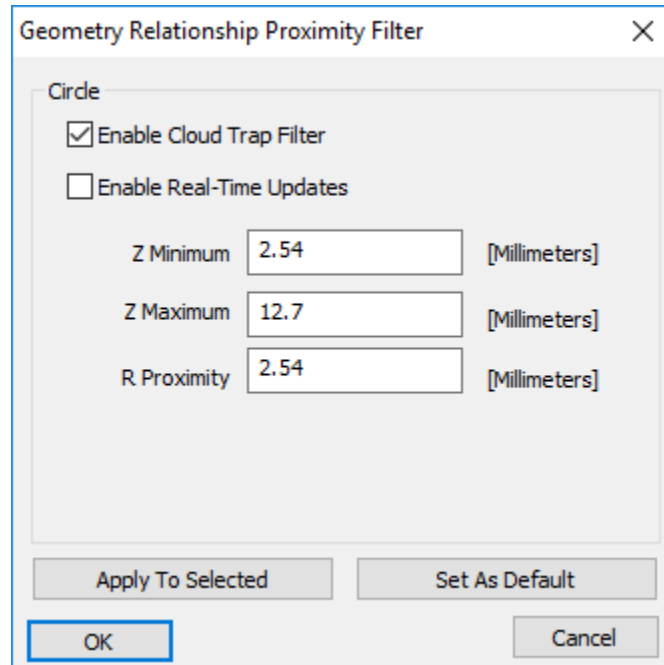 Geometry Relationship Proximity Filter
Circle
Enable Cloud Trap Filter
Enable Real-Time Updates
Z Minimum 2.54 [Millimeters]
Z Maximum 12.7 [Millimeters]
R Proximity 2.54 [Millimeters]
Apply To Selected Set As Default
OK Cancel